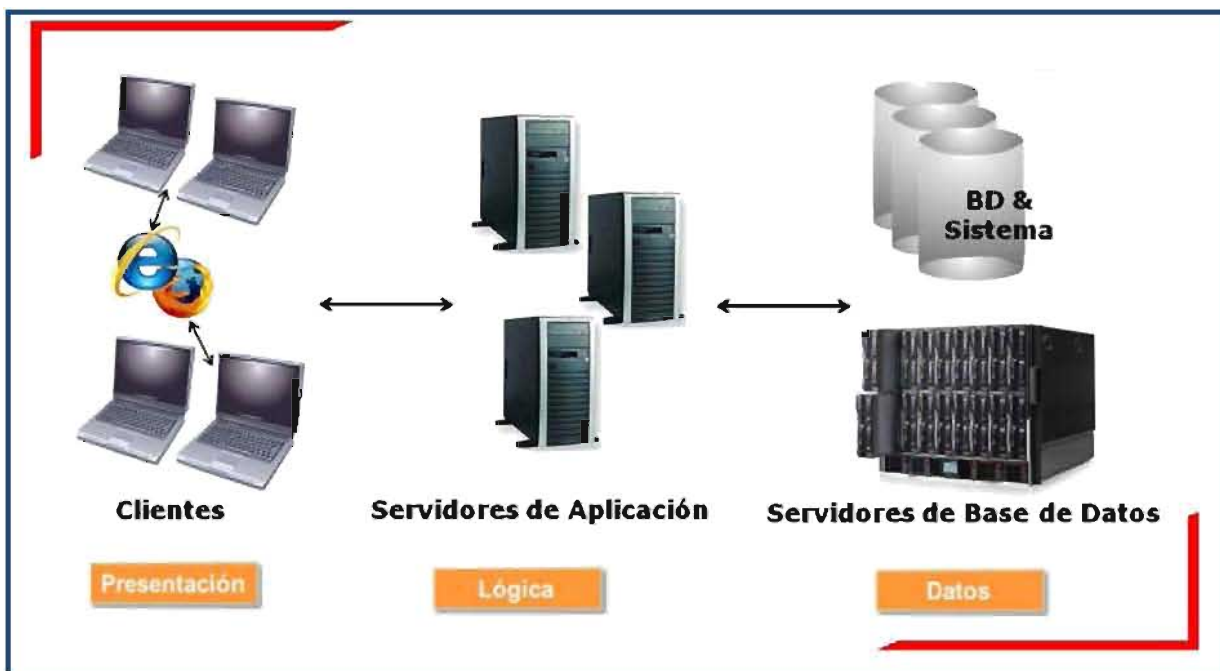 BD &
Sistema
Clientes
Servidores de Aplicación
Servidores de Base de Datos
Presentación
Lógica
Datos